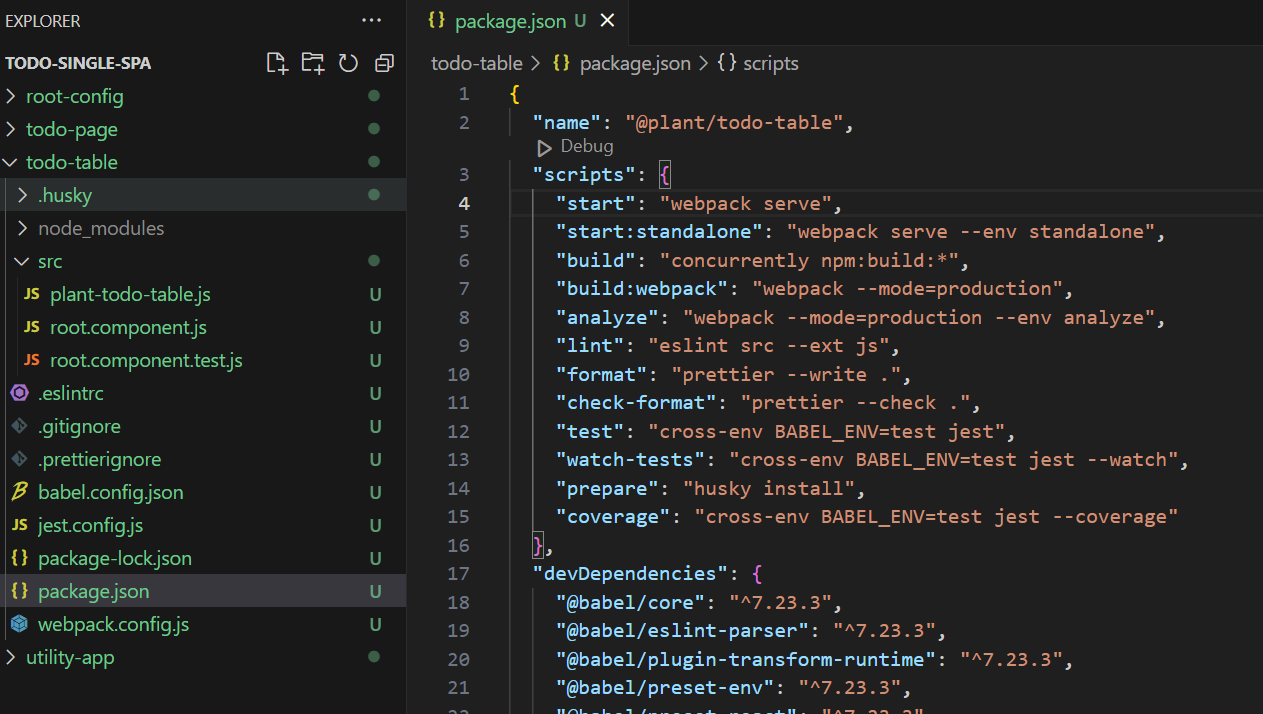 EXPLORER
TODO-SINGLE-SPA
root-config
todo-page
todo-table
.husky
node_modules
src
JS plant-todo-table.js U
JS root.component.js U
JS root.component.test.js U
.eslintrc U
.gitignore U
.prettierignore U
babel.config.json U
JS jest.config.js U
{} package-lock.json U
{} package.json U
webpack.config.js U
utility-app
{} package.json U
todo-table > {} package.json > {} scripts
1 {
2 "name": "@plant/todo-table",
Debug
3 "scripts": {
4 "start": "webpack serve",
5 "start:standalone": "webpack serve --env standalone",
6 "build": "concurrently npm:build:*",
7 "build:webpack": "webpack --mode=production",
8 "analyze": "webpack --mode=production --env analyze",
9 "lint": "eslint src --ext js",
10 "format": "prettier --write .",
11 "check-format": "prettier --check .",
12 "test": "cross-env BABEL_ENV=test jest",
13 "watch-tests": "cross-env BABEL_ENV=test jest --watch",
14 "prepare": "husky install",
15 "coverage": "cross-env BABEL_ENV=test jest --coverage"
16 },
17 "devDependencies": {
18 "@babel/core": "^7.23.3",
19 "@babel/eslint-parser": "^7.23.3",
20 "@babel/plugin-transform-runtime": "^7.23.3",
21 "@babel/preset-env": "^7.23.3",